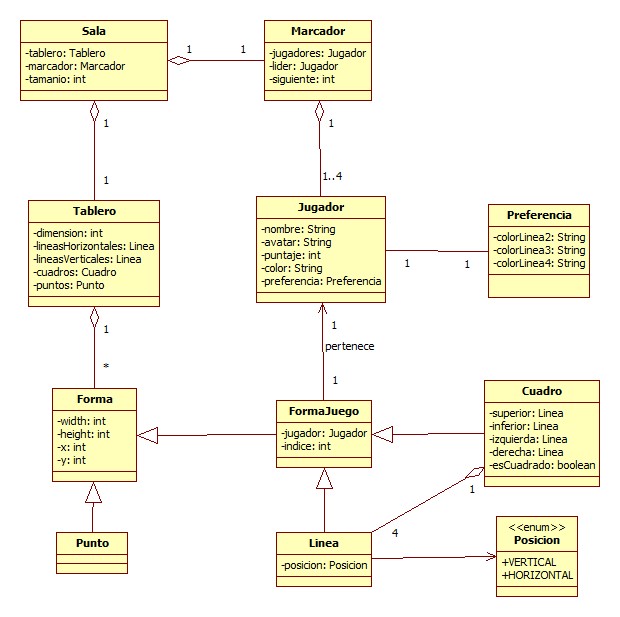 Sala
-tablero: Tablero
-marcador: Marcador
-tamanio: int
1
1
Marcador
-jugadores: Jugador
-lider: Jugador
-siguiente: int
1
1
1
1..4
Tablero
-dimension: int
-lineasHorizontales: Linea
-lineasVerticales: Linea
-cuadros: Cuadro
-puntos: Punto
Jugador
-nombre: String
-avatar: String
-puntaje: int
-color: String
-preferencia: Preferencia
1
1
Preferencia
-colorLinea2: String
-colorLinea3: String
-colorLinea4: String
1
*
1
pertenece
1
Forma
-width: int
-height: int
-x: int
-y: int
FormaJuego
-jugador: Jugador
-indice: int
Cuadro
-superior: Linea
-inferior: Linea
-izquierda: Linea
-derecha: Linea
-esCuadrado: boolean
1
4
Punto
Linea
-posicion: Posicion
<<enum>>
Posicion
+VERTICAL
+HORIZONTAL